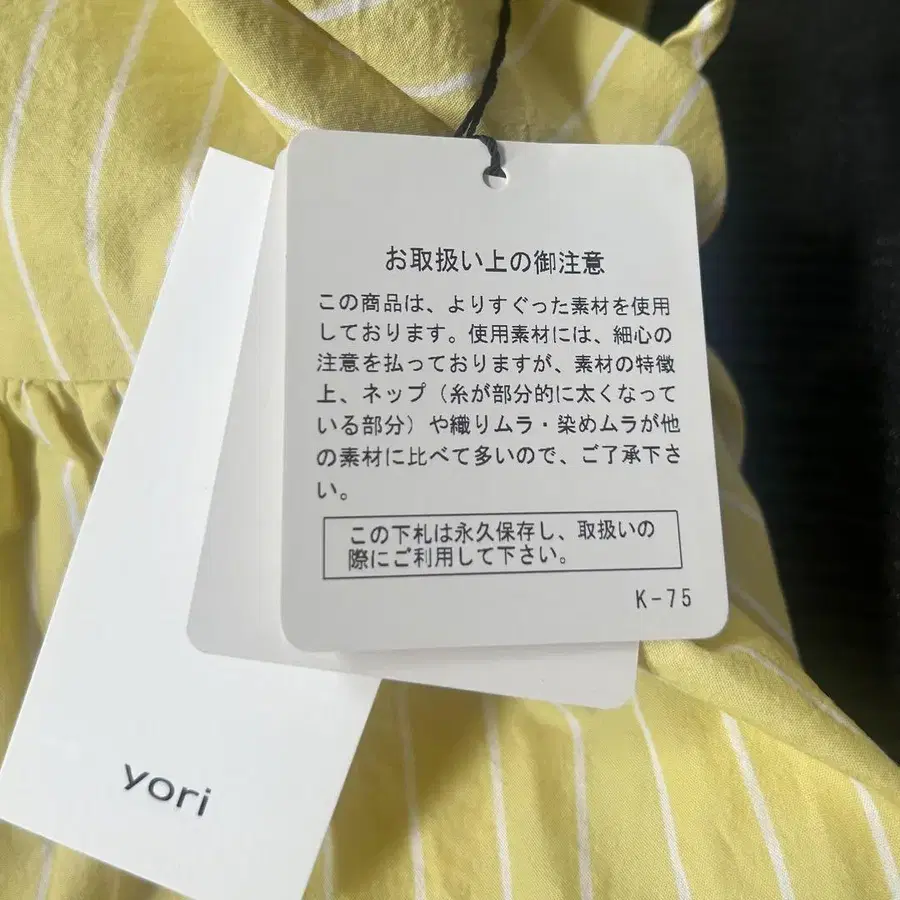 お取扱い上の御注意
この商品は、よりすぐった素材を使用
しております。使用素材には、細心の
注意を払っておりますが、素材の特徴
上、ネップ（糸が部分的に太くなって
いる部分）や織りムラ・染めムラが他
の素材に比べて多いので、ご了承下さ
い。
この下札は永久保存し、取扱いの
際にご利用して下さい。
K-75
yori